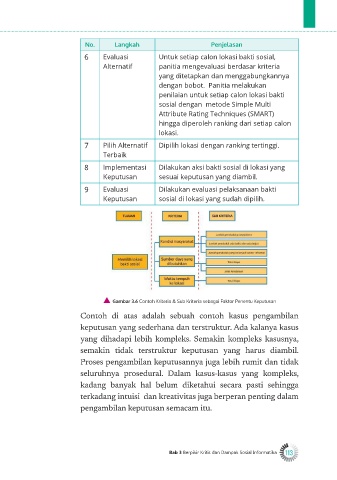 No. Langkah Penjelasan
6 Evaluasi Untuk setiap calon lokasi bakti sosial,
Alternatif panitia mengevaluasi berdasar kriteria
yang ditetapkan dan menggabungkannya
dengan bobot. Panitia melakukan
penilaian untuk setiap calon lokasi bakti
sosial dengan metode Simple Multi
Attribute Rating Techniques (SMART)
hingga diperoleh ranking dari setiap calon
lokasi.
7 Pilih Alternatif Dipilih lokasi dengan ranking tertinggi.
Terbaik
8 Implementasi Dilakukan aksi bakti sosial di lokasi yang
Keputusan sesuai keputusan yang diambil.
9 Evaluasi Dilakukan evaluasi pelaksanaan bakti
Keputusan sosial di lokasi yang sudah dipilih.
TUJUAN KRITERIA SUB KRITERIA
Kondisi masyarakat
Memilih lokasi
bakti sosial
Sumber daya yang
dibutuhkan
Waktu tempuh
ke lokasi
Gambar 3.6 Contoh Kriteria & Sub Kriteria sebagai Faktor Penentu Keputusan
Contoh di atas adalah sebuah contoh kasus pengambilan
keputusan yang sederhana dan terstruktur. Ada kalanya kasus
yang dihadapi lebih kompleks. Semakin kompleks kasusnya,
semakin tidak terstruktur keputusan yang harus diambil.
Proses pengambilan keputusannya juga lebih rumit dan tidak
seluruhnya prosedural. Dalam kasus-kasus yang kompleks,
kadang banyak hal belum diketahui secara pasti sehingga
terkadang intuisi dan kreativitas juga berperan penting dalam
pengambilan keputusan semacam itu.
Bab 3 Berpikir Kritis dan Dampak Sosial Informatika 113